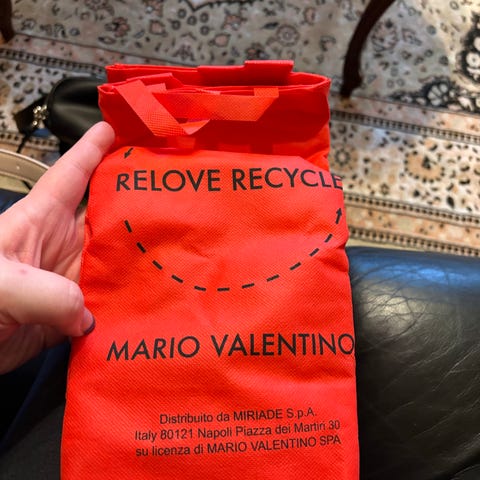 RELOVE RECYCLE
MARIO VALENTINO
Distribuito da MIRIADE S.p.A.
Italy 80121 Napoli Piazza dei Martiri 30
su licenza di MARIO VALENTINO SPA